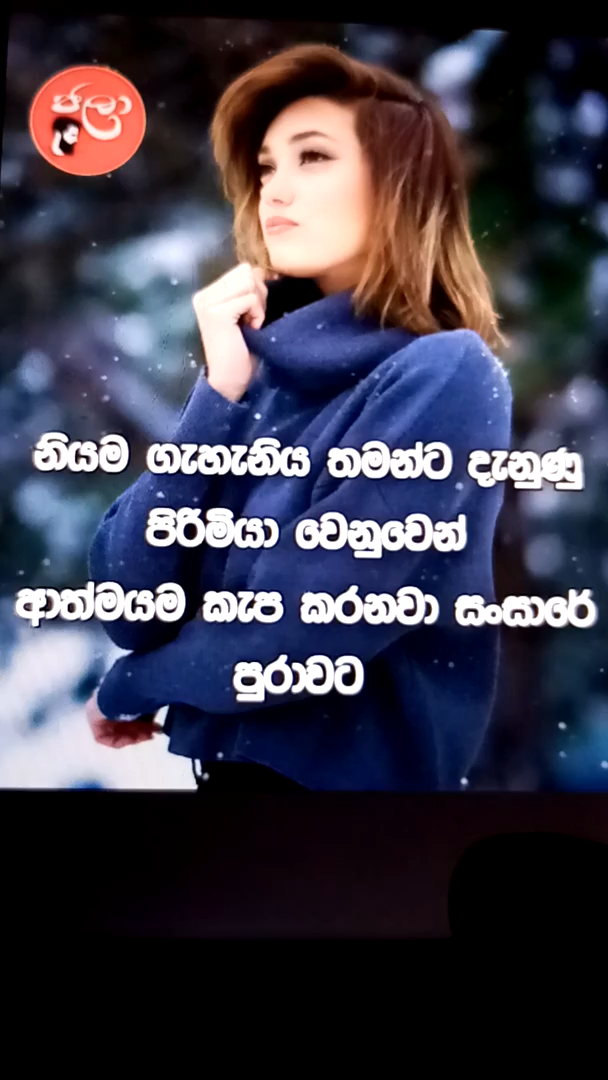 ජලා
නියම ගැහැනිය තමන්ට දැනුණු
පිරිමියා වෙනුවෙන්
ආත්මයම කැප කරනවා සංසාරේ
පුරාවට